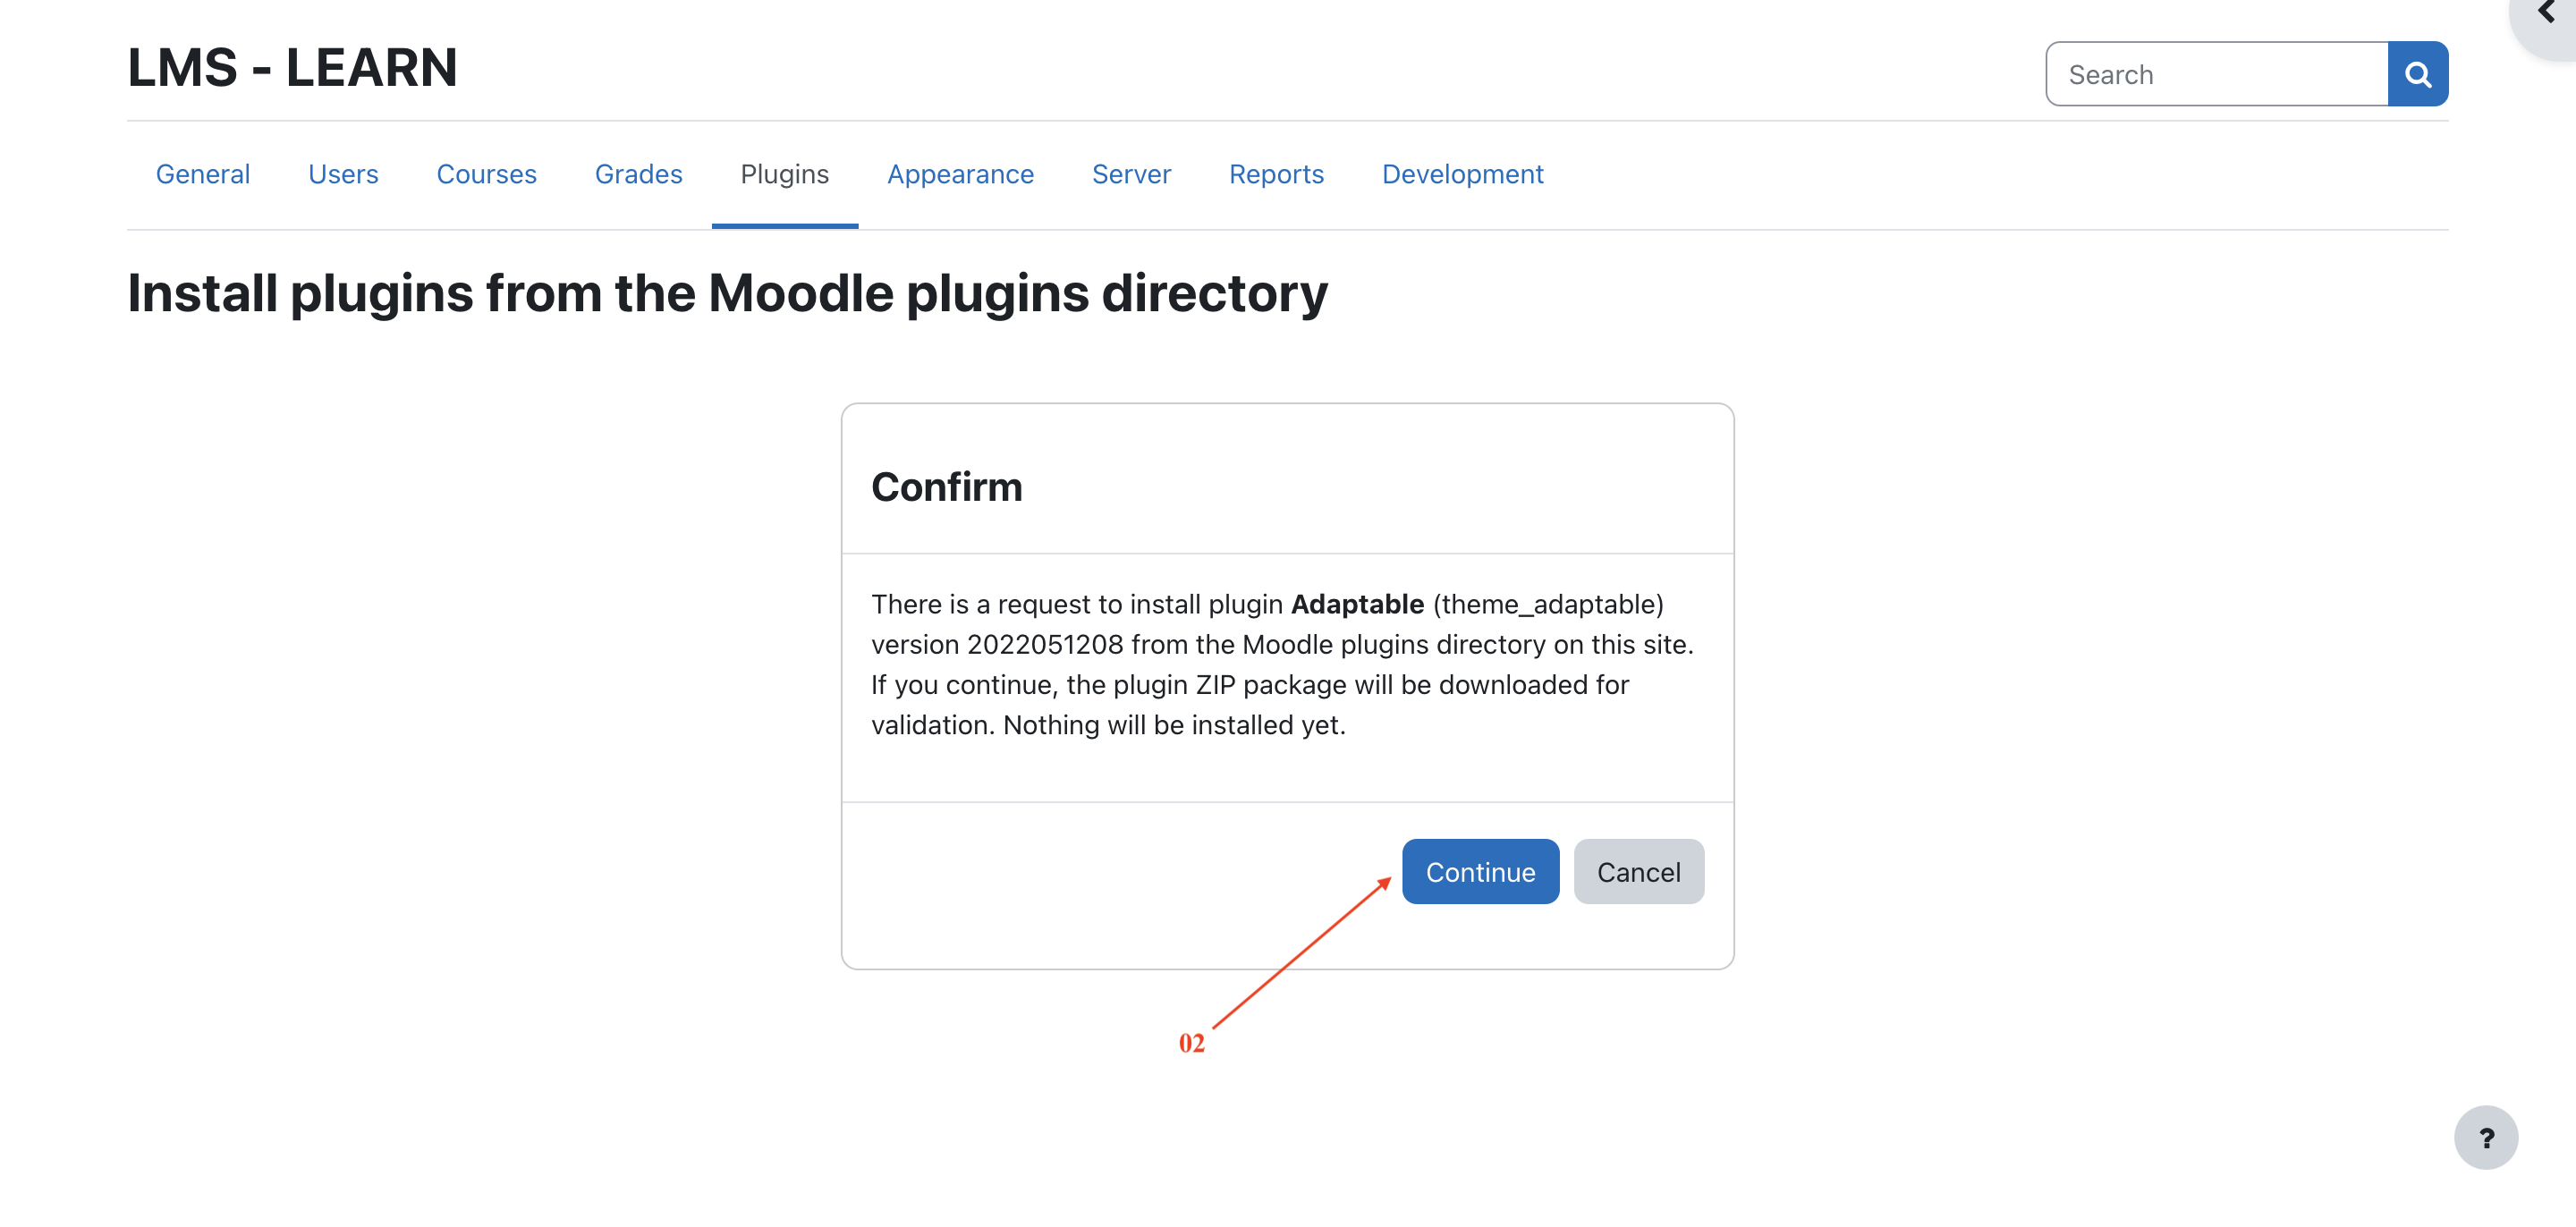 LMS - LEARN
Search
General Users Courses Grades Plugins Appearance Server Reports Development
Install plugins from the Moodle plugins directory
Confirm
There is a request to install plugin Adaptable (theme_adaptable)
version 2022051208 from the Moodle plugins directory on this site.
If you continue, the plugin ZIP package will be downloaded for
validation. Nothing will be installed yet.
Continue Cancel
02
?